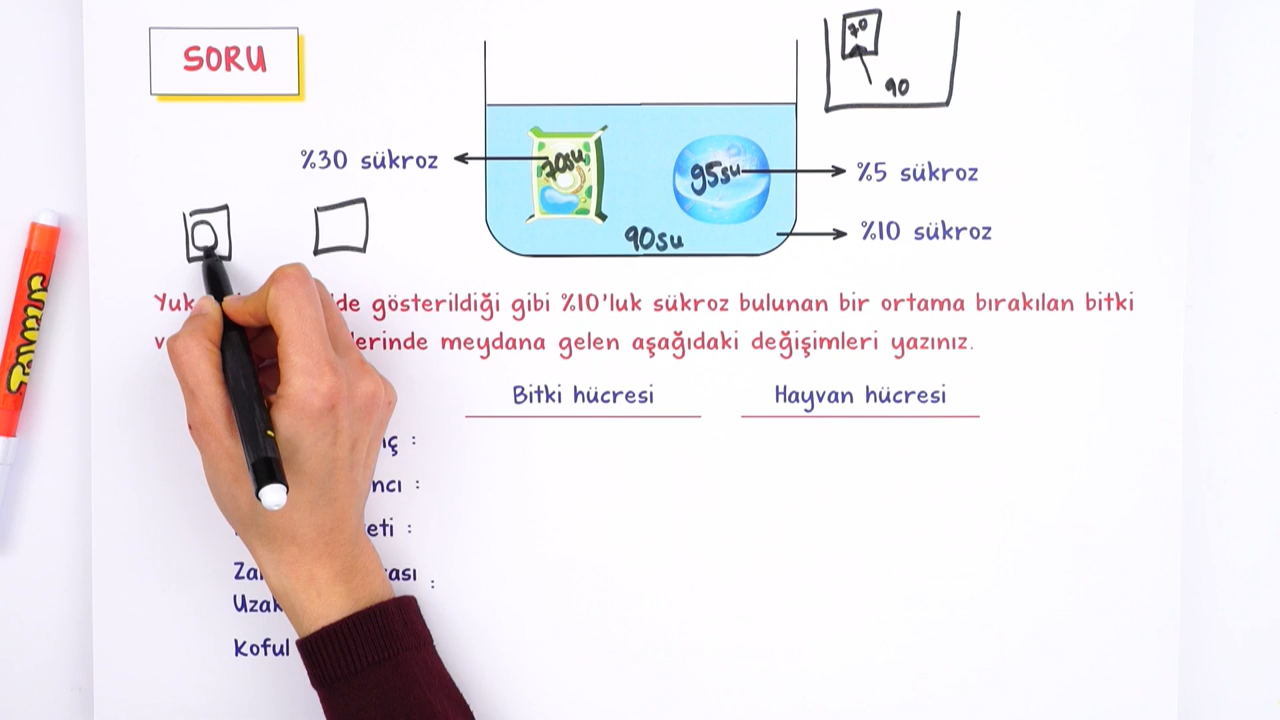 SORU
70
90
%30 sükroz
70su
95su
%5 sükroz
90su
%10 sükroz
de gösterildiği gibi %10'luk sükroz bulunan bir ortama bırakılan bitki
lerinde meydana gelen aşağıdaki değişimleri yazınız.
Bitki hücresi
Hayvan hücresi
ç :
ncı :
eti :
Za
ası :
Uzak
Koful